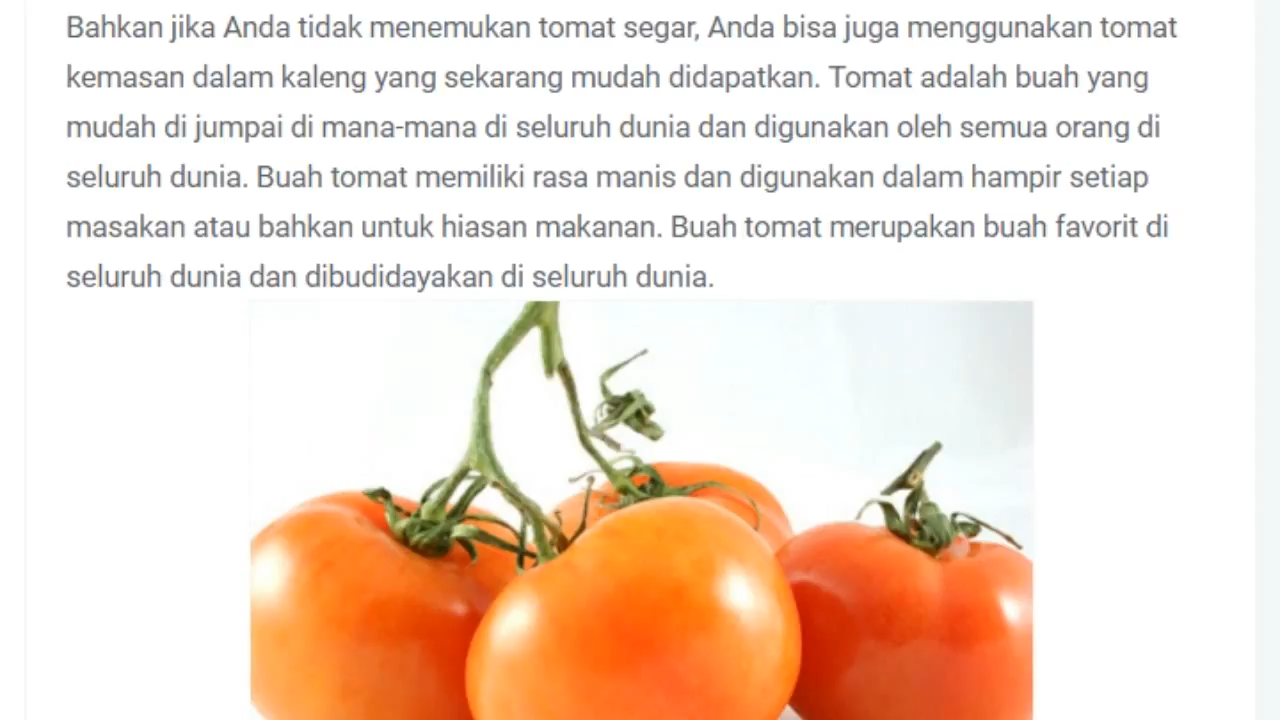 Bahkan jika Anda tidak menemukan tomat segar, Anda bisa juga menggunakan tomat
kemasan dalam kaleng yang sekarang mudah didapatkan. Tomat adalah buah yang
mudah di jumpai di mana-mana di seluruh dunia dan digunakan oleh semua orang di
seluruh dunia. Buah tomat memiliki rasa manis dan digunakan dalam hampir setiap
masakan atau bahkan untuk hiasan makanan. Buah tomat merupakan buah favorit di
seluruh dunia dan dibudidayakan di seluruh dunia.